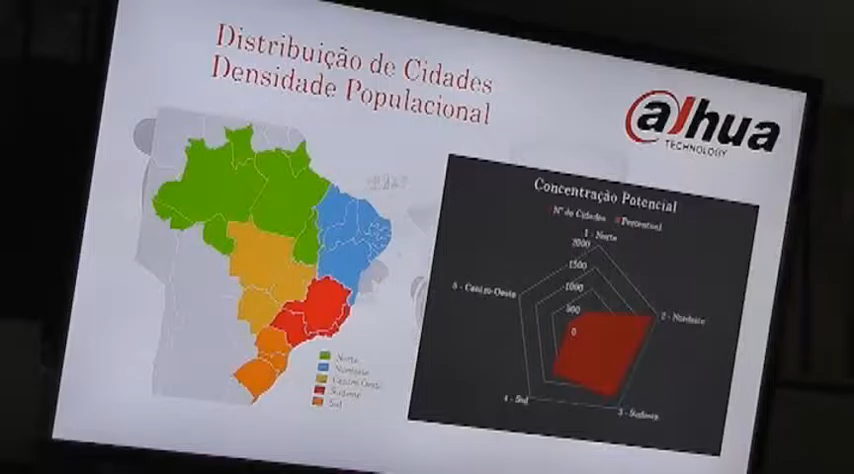 Distribuição de Cidades
Densidade Populacional
alhua
TECHNOLOGY
Norte
Nordeste
Centro-Oeste
Sudeste
Sul
Concentração Potencial
Nº de Cidades Percentual
1 - Norte
2000
1500
1000
500
0
5 - Centro-Oeste
2 - Nordeste
4 - Sul
3 - Sudeste